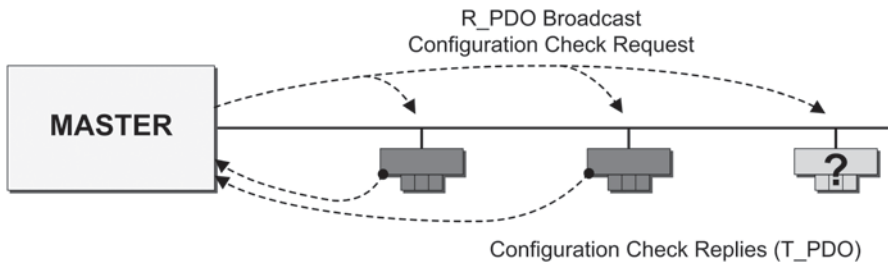 R_PDO Broadcast
Configuration Check Request
MASTER
?
Configuration Check Replies (T_PDO)